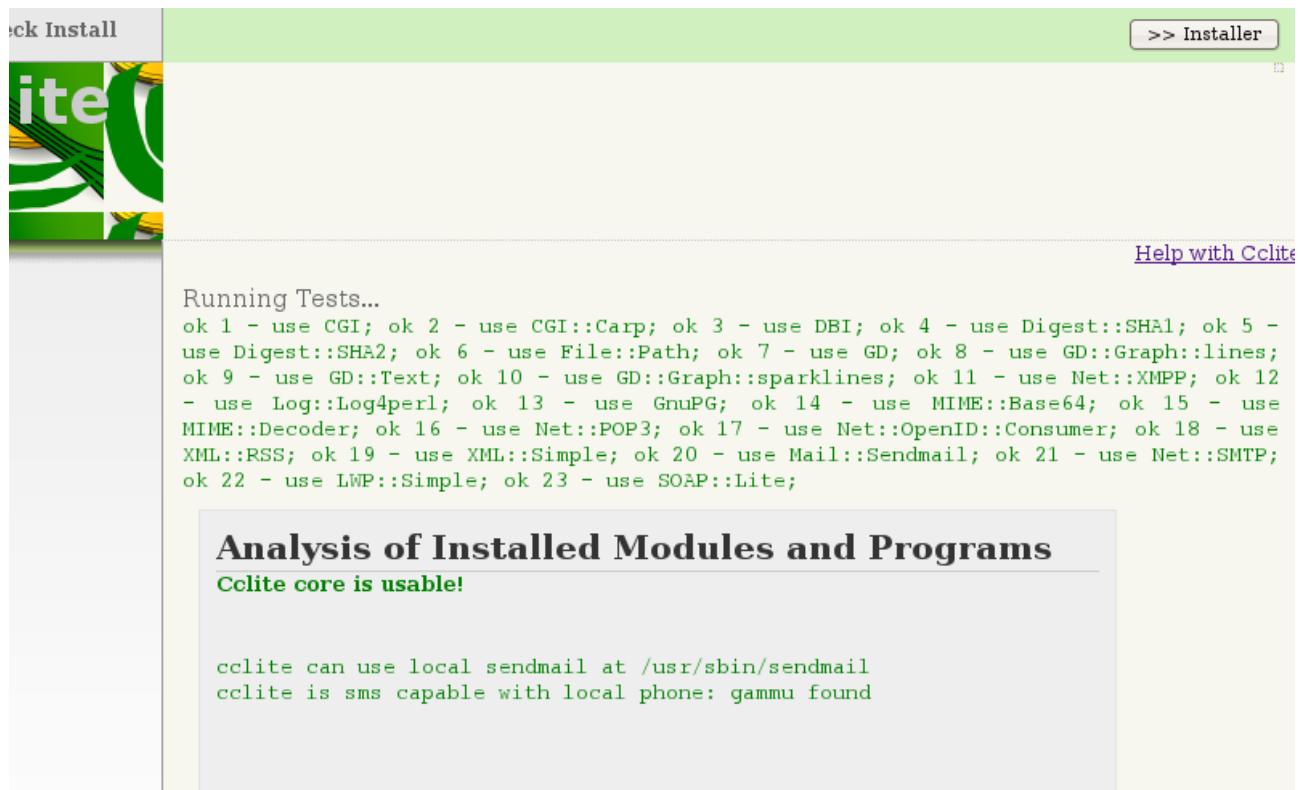 eck Install
>> Installer
ite
Help with Cclite
Running Tests...
ok 1 - use CGI; ok 2 - use CGI::Carp; ok 3 - use DBI; ok 4 - use Digest::SHA1; ok 5 -
use Digest::SHA2; ok 6 - use File::Path; ok 7 - use GD; ok 8 - use GD::Graph::lines;
ok 9 - use GD::Text; ok 10 - use GD::Graph::sparklines; ok 11 - use Net::XMPP; ok 12
- use Log::Log4perl; ok 13 - use GnuPG; ok 14 - use MIME::Base64; ok 15 - use
MIME::Decoder; ok 16 - use Net::POP3; ok 17 - use Net::OpenID::Consumer; ok 18 - use
XML::RSS; ok 19 - use XML::Simple; ok 20 - use Mail::Sendmail; ok 21 - use Net::SMTP;
ok 22 - use LWP::Simple; ok 23 - use SOAP::Lite;
Analysis of Installed Modules and Programs
Cclite core is usable!
cclite can use local sendmail at /usr/sbin/sendmail
cclite is sms capable with local phone: gammu found